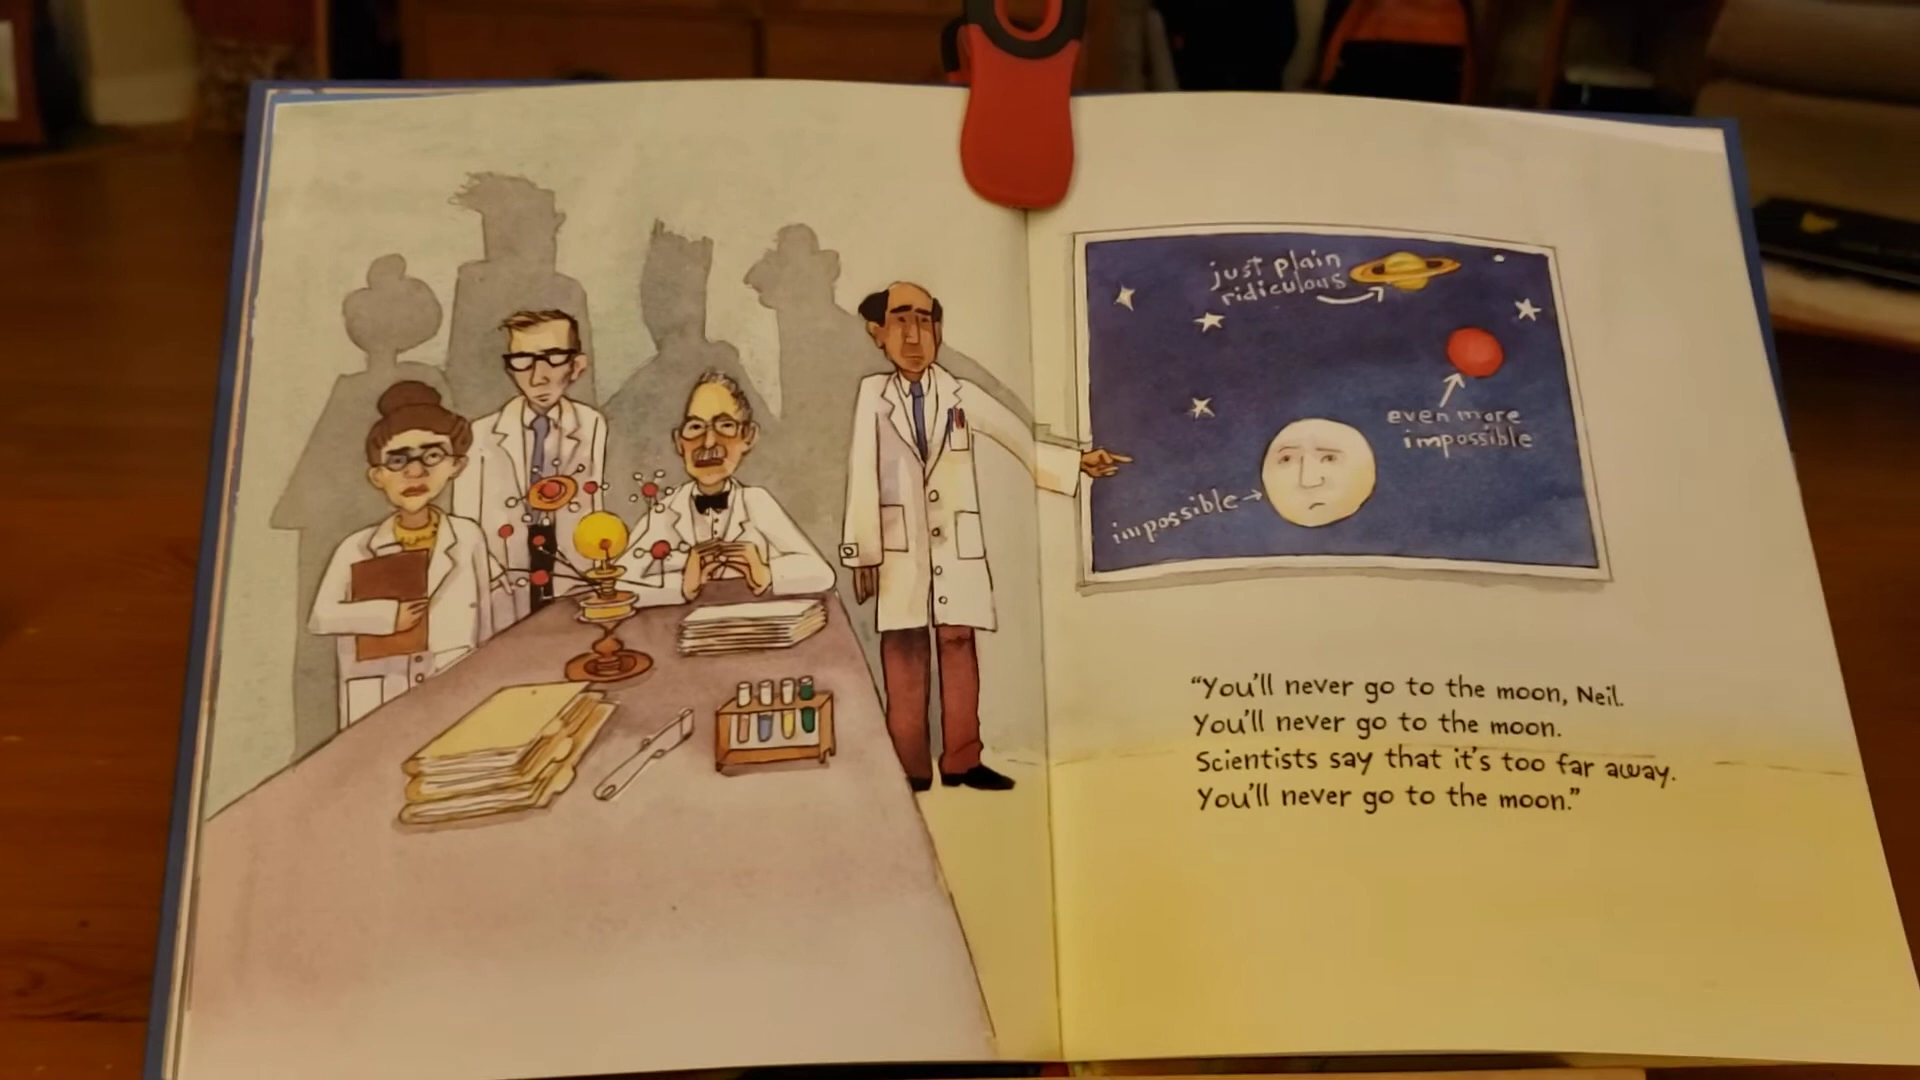 just plain
ridiculous
even more
impossible
impossible
"You'll never go to the moon, Neil.
You'll never go to the moon.
Scientists say that it's too far away.
You'll never go to the moon."